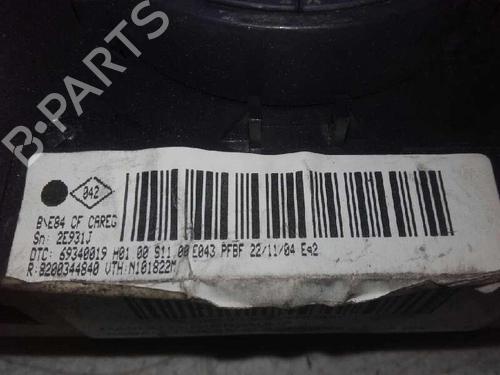 B-PARTS
042
B\E84 CF CAREG
Sn: 2E931J
DTC: 69340019 H01 00 S11 00 E043 PFBF 22/11/04 Eq2
R:8200344840 VTH:N101822M